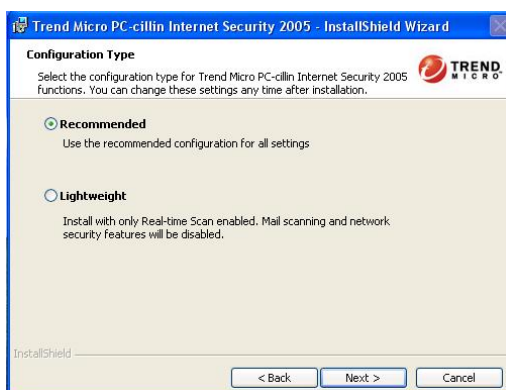 Trend Micro PC-cillin Internet Security 2005 - InstallShield Wizard
Configuration Type
Select the configuration type for Trend Micro PC-cillin Internet Security 2005
functions. You can change these settings any time after installation.
TREND
MICRO
Recommended
Use the recommended configuration for all settings
Lightweight
Install with only Real-time Scan enabled. Mail scanning and network
security features will be disabled.
InstallShield
< Back
Next >
Cancel